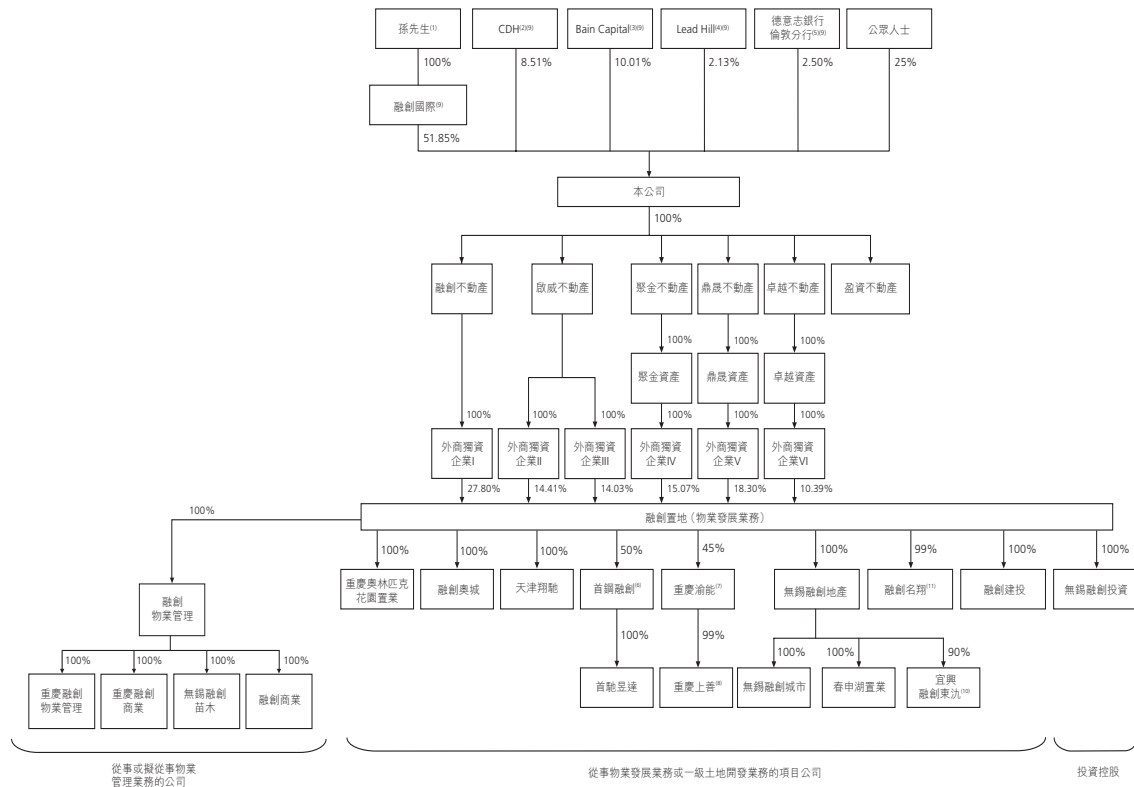 孫先生(1)
CDH(2)(9)
Bain Capital(3)(9)
Lead Hill(4)(9)
德意志銀行
倫敦分行(5)(9)
公眾人士
100%
8.51%
10.01%
2.13%
2.50%
25%
融創國際(9)
51.85%
本公司
100%
融創不動產
啟威不動產
聚金不動產
鼎晟不動產
卓越不動產
盈資不動產
100%
100%
100%
聚金資產
鼎晟資產
卓越資產
100%
100%
100%
100%
100%
100%
外商獨資
企業I
外商獨資
企業II
外商獨資
企業III
外商獨資
企業IV
外商獨資
企業V
外商獨資
企業VI
27.80%
14.41%
14.03%
15.07%
18.30%
10.39%
融創置地（物業發展業務）
100%
100%
100%
100%
50%
45%
100%
99%
100%
100%
融創
物業管理
重慶奧林匹克
花園置業
融創奧城
天津翔馳
首鋼融創(6)
重慶渝能(7)
無錫融創地產
融創名翔(11)
融創建投
無錫融創投資
100%
100%
100%
100%
100%
99%
100%
100%
90%
重慶融創
物業管理
重慶融創
商業
無錫融創
苗木
融創商業
首馳昱達
重慶上善(8)
無錫融創城市
春申湖置業
宜興
融創東氿(10)
從事或擬從事物業
管理業務的公司
從事物業發展業務或一級土地開發業務的項目公司
投資控股